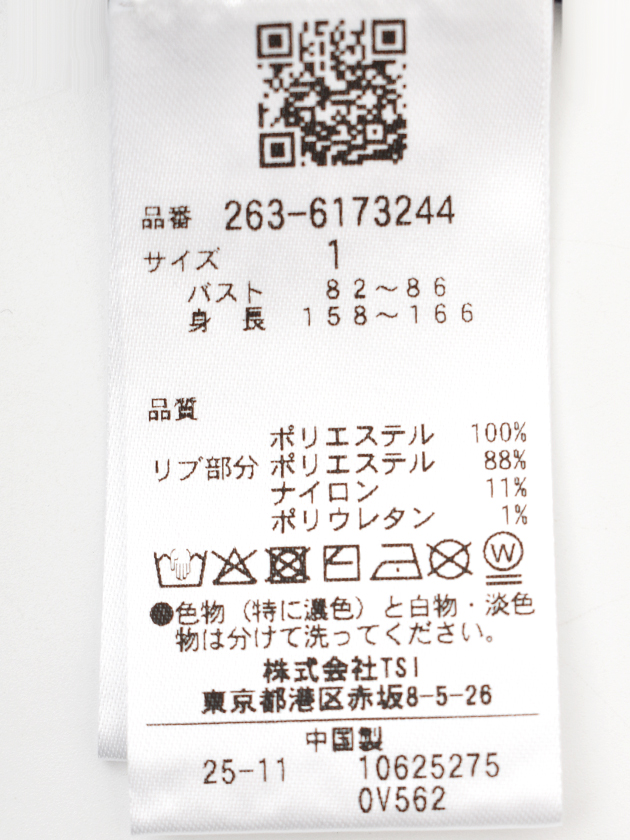 品番 263-6173244
サイズ 1
バスト 82～86
身長 158～166
品質
ポリエステル 100%
リブ部分 ポリエステル 88%
ナイロン 11%
ポリウレタン 1%
W
●色物（特に濃色）と白物・淡色
物は分けて洗ってください。
株式会社TSI
東京都港区赤坂8-5-26
中国製
25-11 10625275
0V562